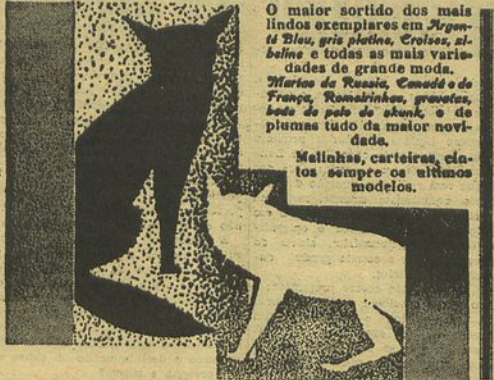 O maior sortido dos mais
lindos exemplares em Argen-
té Bleu, gris platine, Croises, zi-
beline e todas as mais varie-
dades de grande moda.
Martas da Russia, Canadá e de
França, Romeirinhas, gravatas,
boás de pelo de skunk, e de
plumas tudo da maior novi-
dade.
Malinhas, carteiras, cin-
tos sempre os ultimos
modelos.